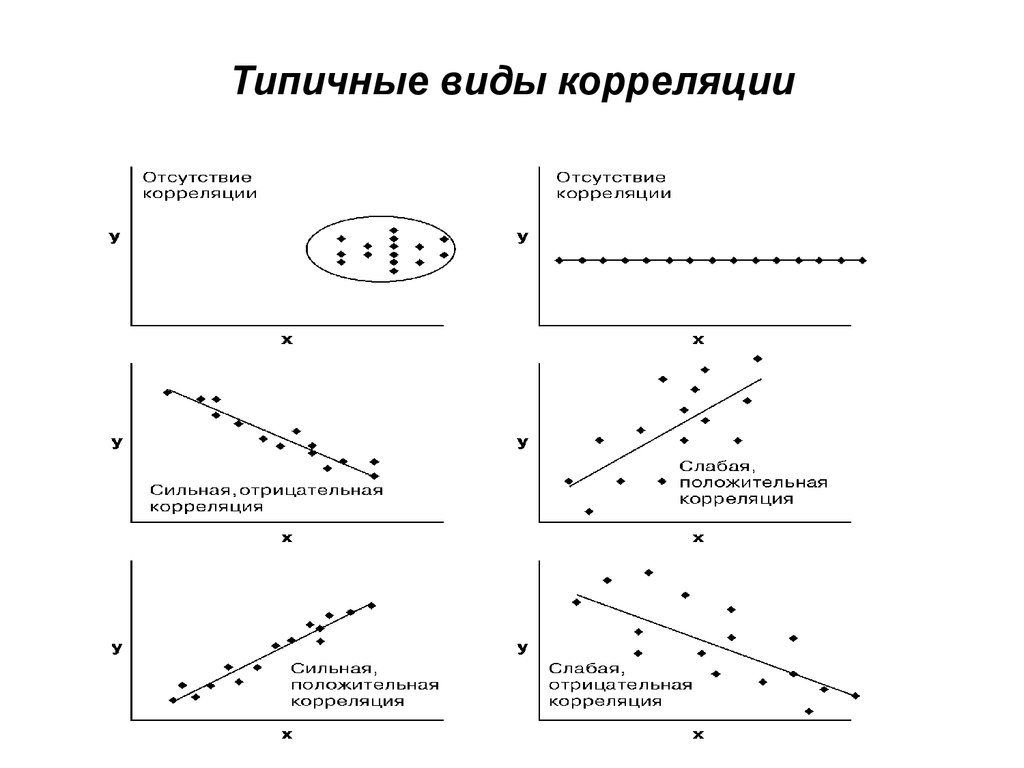 Типичные виды корреляции
Отсутствие
корреляции
У
х
Отсутствие
корреляции
У
х
У
Сильная, отрицательная
корреляция
х
У
Слабая,
положительная
корреляция
х
У
Сильная,
положительная
корреляция
х
У
Слабая,
отрицательная
корреляция
х